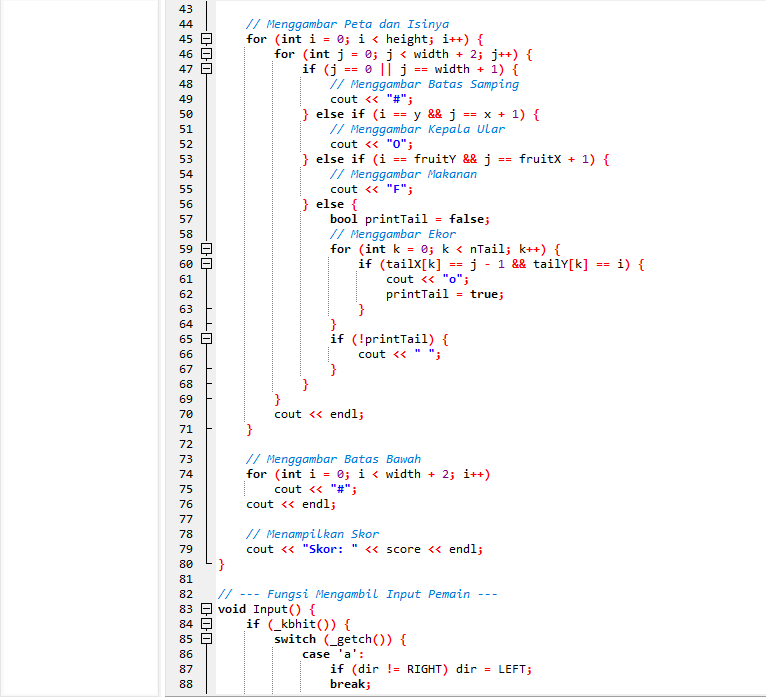 43
44 // Menggambar Peta dan Isinya
45 for (int i = 0; i < height; i++) {
46 for (int j = 0; j < width + 2; j++) {
47 if (j == 0 || j == width + 1) {
48 // Menggambar Batas Samping
49 cout << "#";
50 } else if (i == y && j == x + 1) {
51 // Menggambar Kepala Ular
52 cout << "O";
53 } else if (i == fruitY && j == fruitX + 1) {
54 // Menggambar Makanan
55 cout << "F";
56 } else {
57 bool printTail = false;
58 // Menggambar Ekor
59 for (int k = 0; k < nTail; k++) {
60 if (tailX[k] == j - 1 && tailY[k] == i) {
61 cout << "o";
62 printTail = true;
63 }
64 }
65 if (!printTail) {
66 cout << " ";
67 }
68 }
69 }
70 cout << endl;
71 }
72
73 // Menggambar Batas Bawah
74 for (int i = 0; i < width + 2; i++)
75 cout << "#";
76 cout << endl;
77
78 // Menampilkan Skor
79 cout << "Skor: " << score << endl;
80 }
81
82 // --- Fungsi Mengambil Input Pemain ---
83 void Input() {
84 if (_kbhit()) {
85 switch (_getch()) {
86 case 'a':
87 if (dir != RIGHT) dir = LEFT;
88 break;